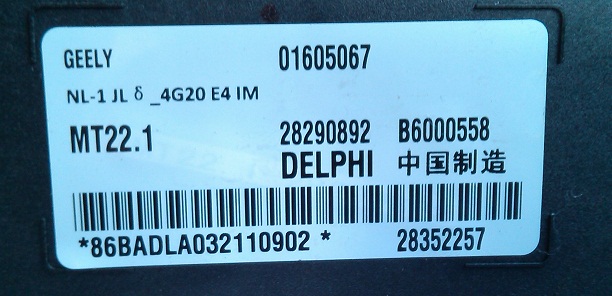 GEELY 01605067
NL-1 JL δ _4G20 E4 IM
MT22.1 28290892 B6000558
DELPHI 中国制造
*86BADLA032110902 * 28352257